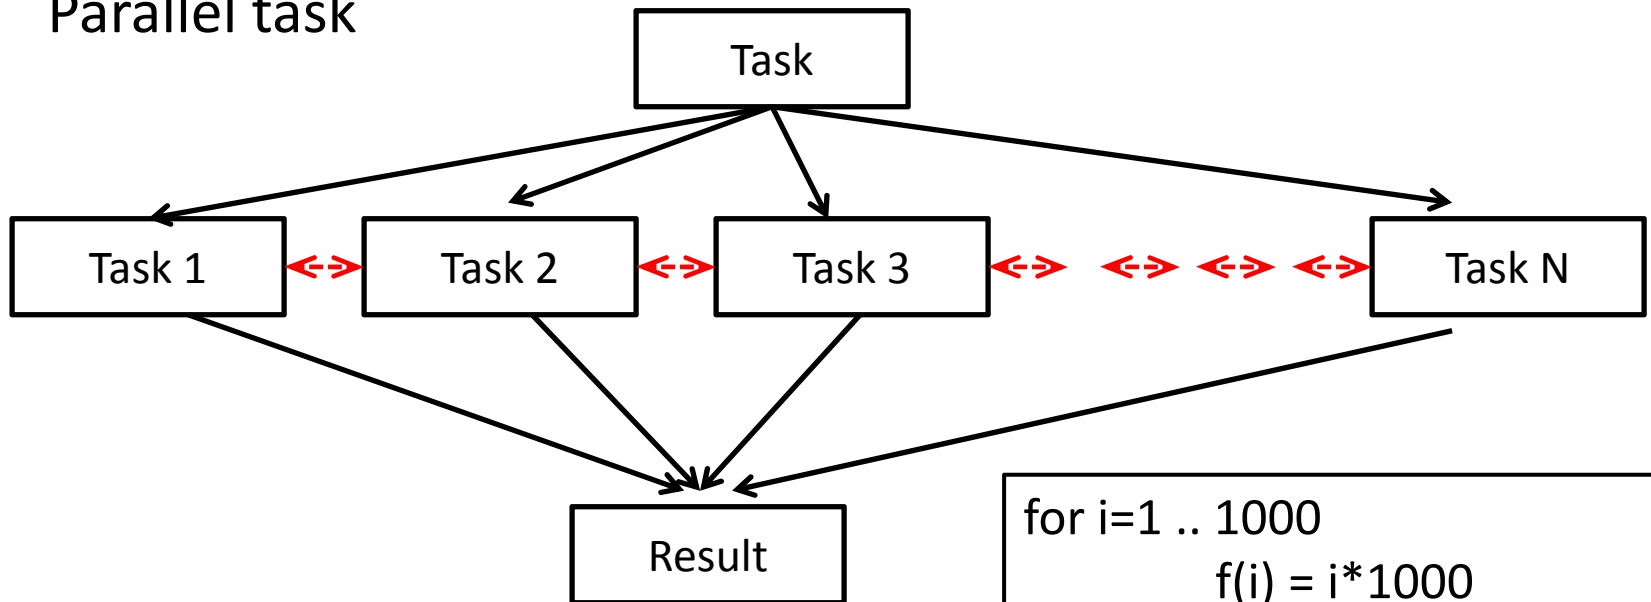 Parallel task
Task
Task 1
Task 2
Task 3
Task N
Result
for i=1 .. 1000
f(i) = i*1000